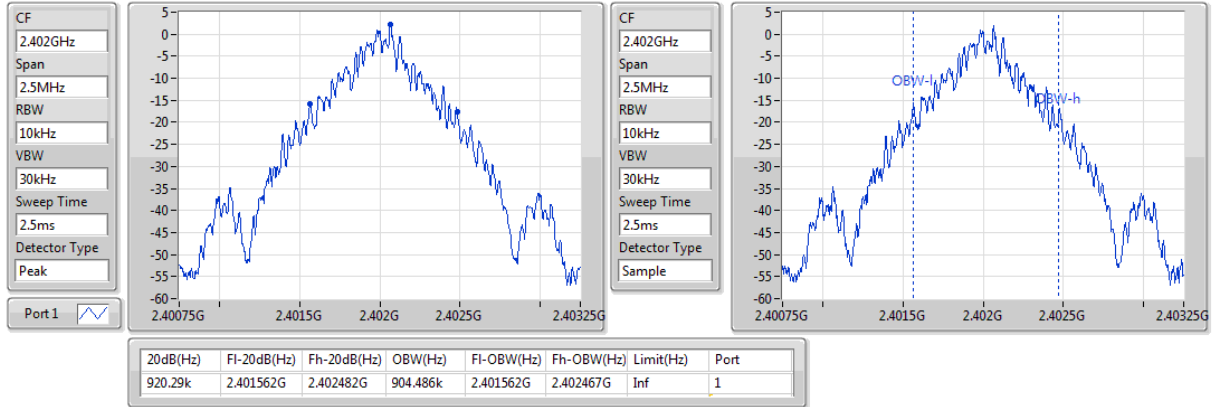 CF
2.402GHz
Span
2.5MHz
RBW
10kHz
VBW
30kHz
Sweep Time
2.5ms
Detector Type
Peak
Port 1
5
0
-5
-10
-15
-20
-25
-30
-35
-40
-45
-50
-55
-60
2.40075G 2.4015G 2.402G 2.4025G 2.40325G
CF
2.402GHz
Span
2.5MHz
RBW
10kHz
VBW
30kHz
Sweep Time
2.5ms
Detector Type
Sample
5
0
-5
-10
-15
-20
-25
-30
-35
-40
-45
-50
-55
-60
OBW-l
OBW-h
2.40075G 2.4015G 2.402G 2.4025G 2.40325G
20dB(Hz) Fl-20dB(Hz) Fh-20dB(Hz) OBW(Hz) Fl-OBW(Hz) Fh-OBW(Hz) Limit(Hz) Port
920.29k 2.401562G 2.402482G 904.486k 2.401562G 2.402467G Inf 1